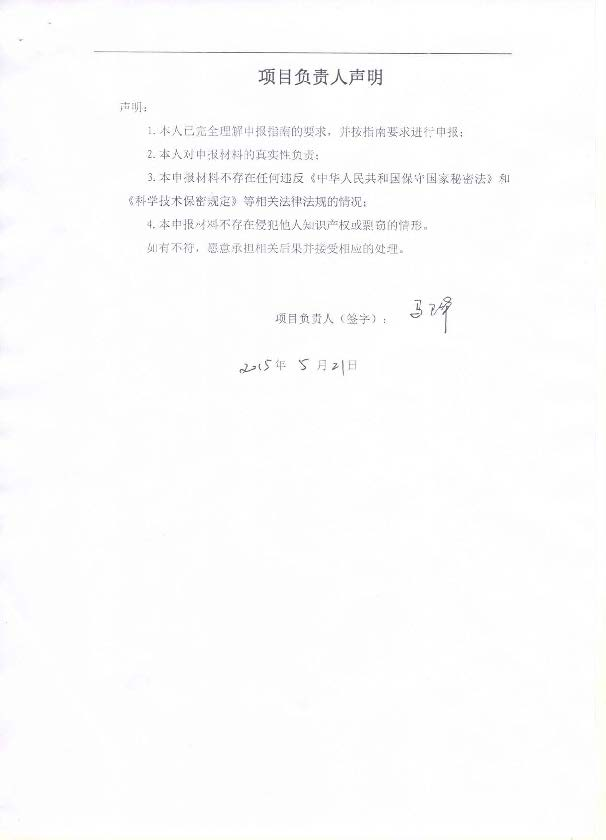 项目负责人声明
声明:
1.本人已完全理解申报指南的要求，并按指南要求进行申报;
2.本人对申报材料的真实性负责;
3.本申报材料不存在任何违反《中华人民共和国保守国家秘密法》和
《科学技术保密规定》等相关法律法规的情况;
4.本申报材料不存在侵犯他人知识产权或剽窃的情形。
如有不符，愿意承担相关后果并接受相应的处理。
项目负责人（签字）: 马
2015年 5 月21日